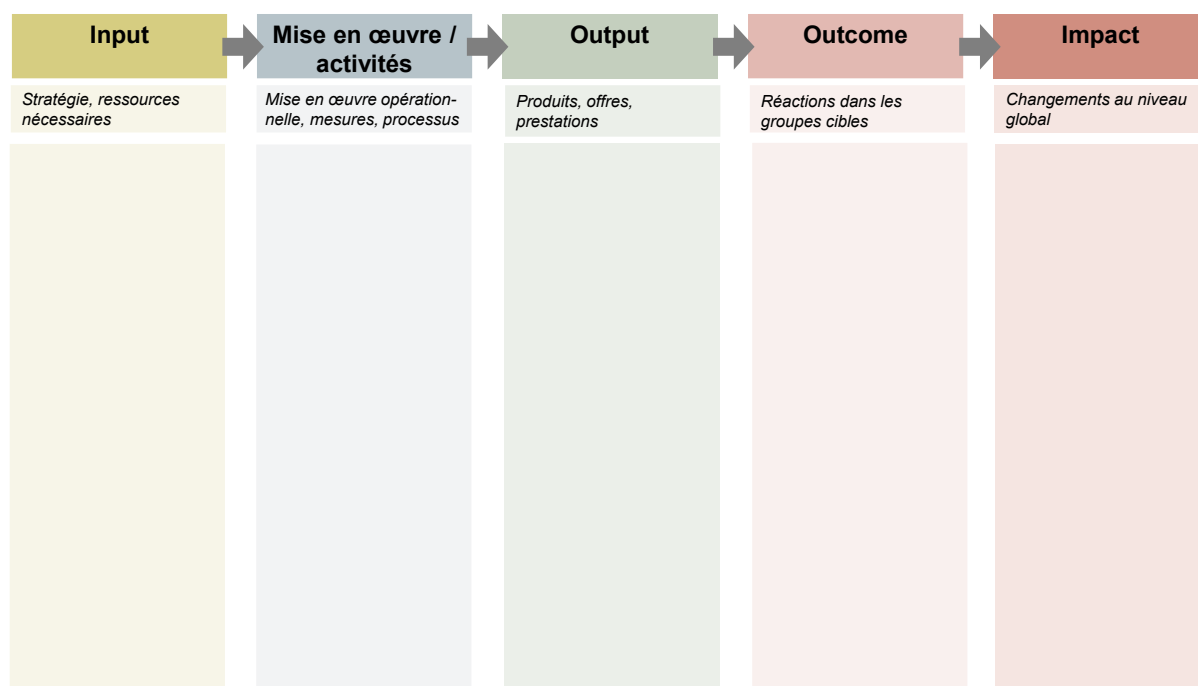 Input
Mise en œuvre /
activités
Output
Outcome
Impact
Stratégie, ressources
nécessaires
Mise en œuvre opération-
nelle, mesures, processus
Produits, offres,
prestations
Réactions dans les
groupes cibles
Changements au niveau
global